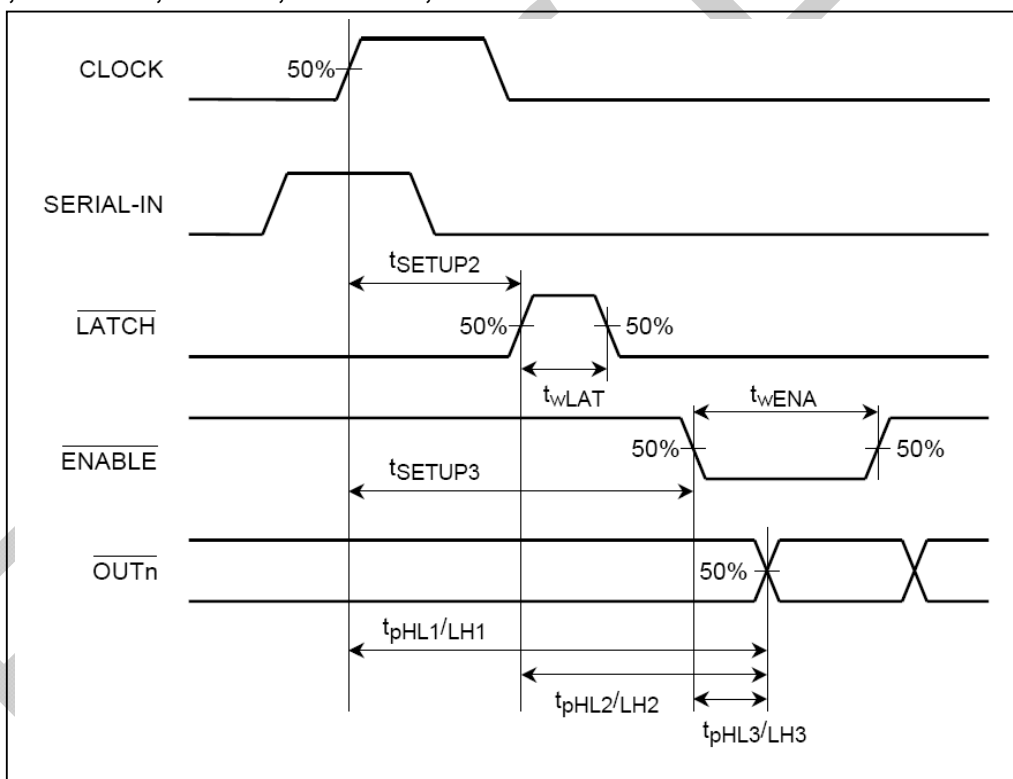 CLOCK
50%
SERIAL-IN
tSETUP2
LATCH
50%
50%
twLAT
twENA
ENABLE
50%
50%
tSETUP3
OUTn
50%
tpHL1/LH1
tpHL2/LH2
tpHL3/LH3